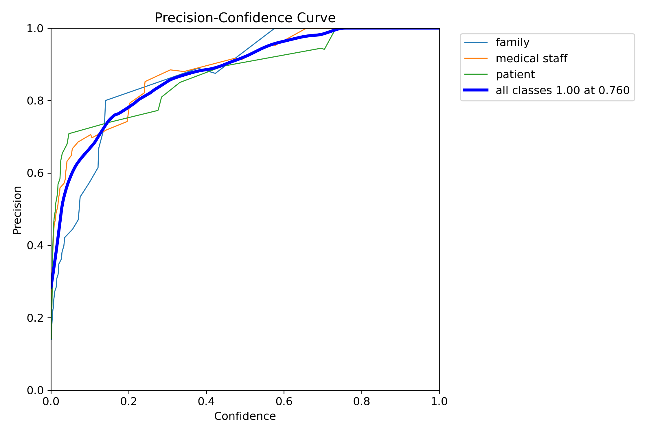 Precision-Confidence Curve
1.0
0.8
0.6
0.4
0.2
0.0
Precision
0.0 0.2 0.4 0.6 0.8 1.0
Confidence
family
medical staff
patient
all classes 1.00 at 0.760